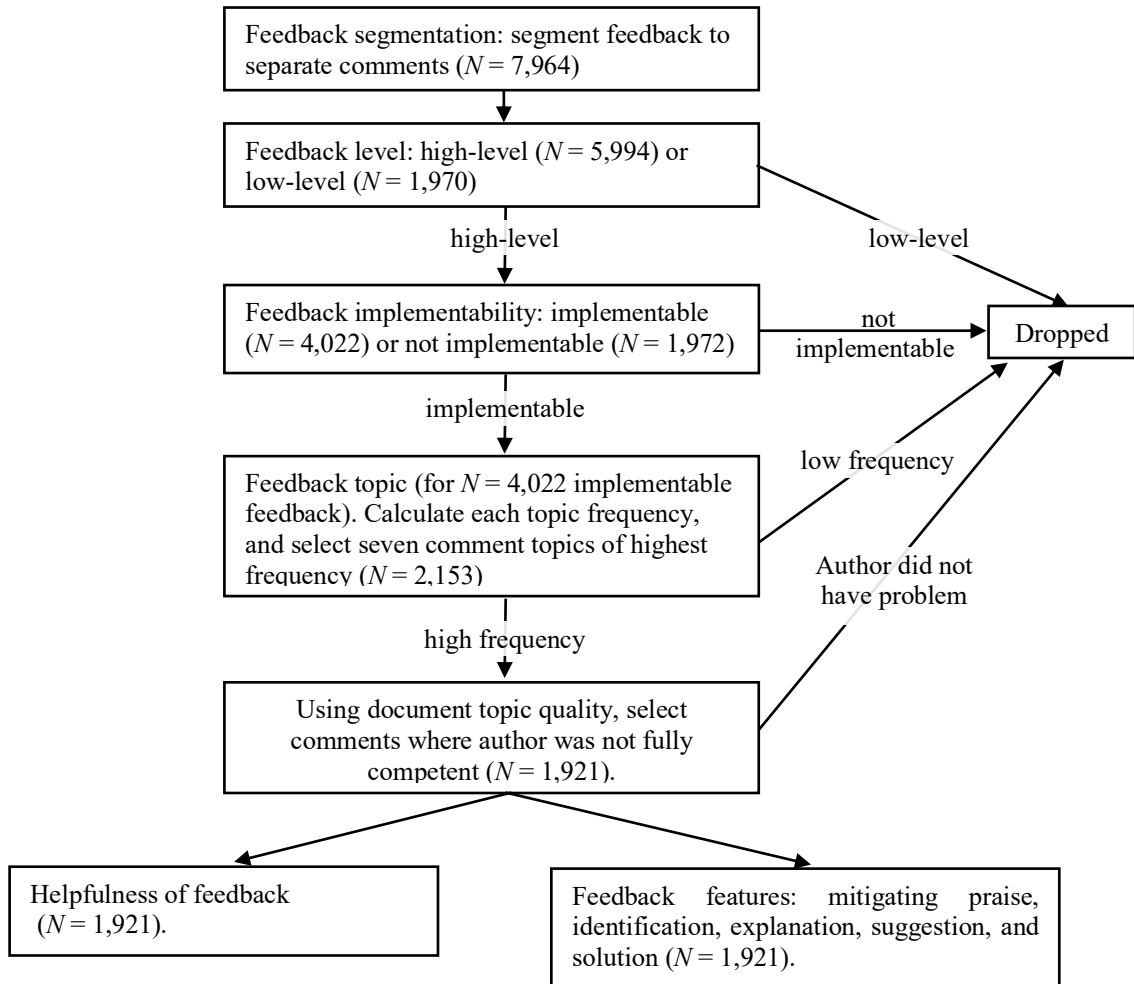 Feedback segmentation: segment feedback to
separate comments (N = 7,964)
Feedback level: high-level (N = 5,994) or
low-level (N = 1,970)
high-level
low-level
Feedback implementability: implementable
(N = 4,022) or not implementable (N = 1,972)
not
implementable
Dropped
implementable
Feedback topic (for N = 4,022 implementable
feedback). Calculate each topic frequency,
and select seven comment topics of highest
frequency (N = 2,153)
low frequency
Author did not
have problem
high frequency
Using document topic quality, select
comments where author was not fully
competent (N = 1,921).
Helpfulness of feedback
(N = 1,921).
Feedback features: mitigating praise,
identification, explanation, suggestion, and
solution (N = 1,921).